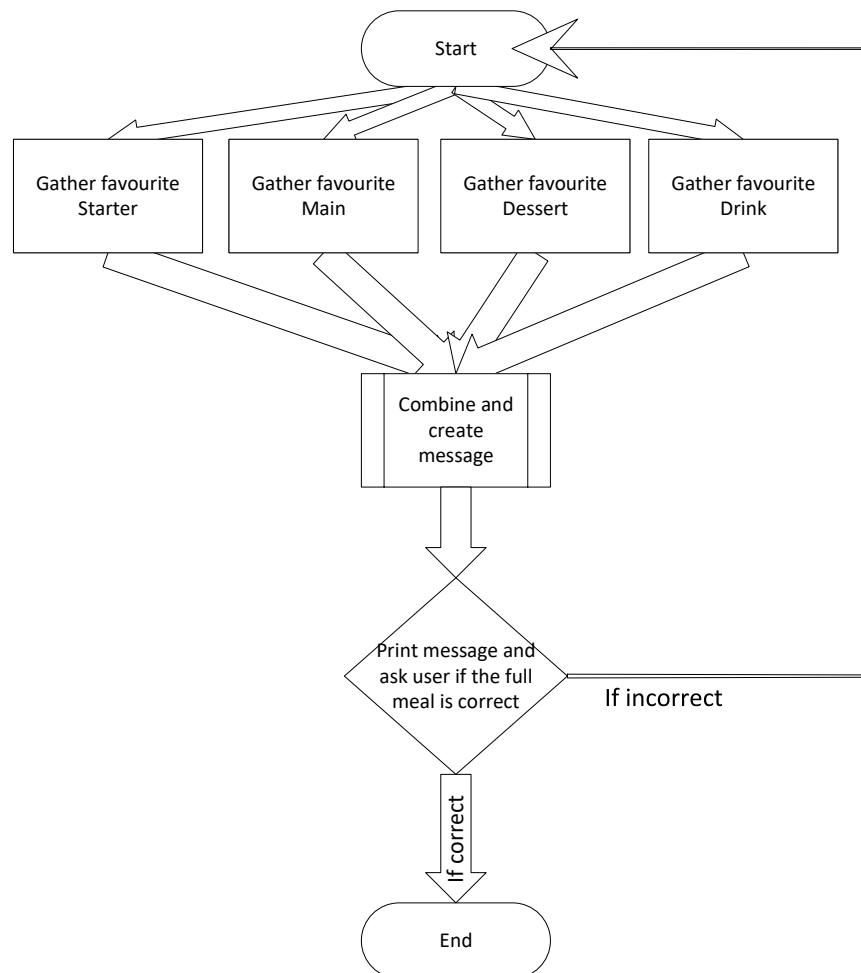 Start
Gather favourite
Starter
Gather favourite
Main
Gather favourite
Dessert
Gather favourite
Drink
Combine and
create
message
Print message and
ask user if the full
meal is correct
If incorrect
If correct
End